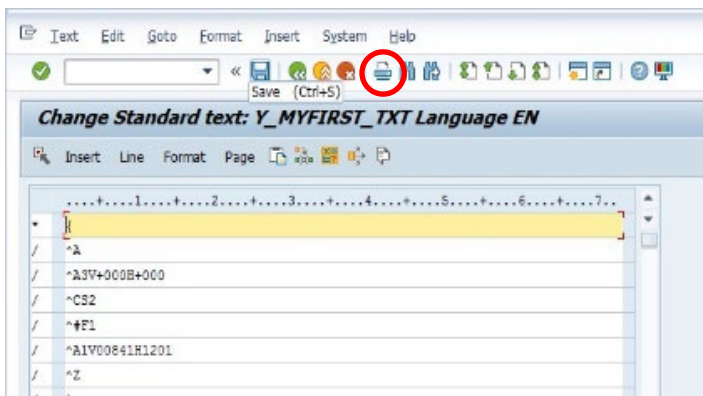 Text Edit Goto Format Insert System Help
«
Save (Ctrl+S)
Change Standard text: Y_MYFIRST_TXT Language EN
Insert Line Format Page
....+....1....+....2....+....3....+....4....+....5....+....6....+....7..
* {
/ ^A
/ ^A3V+000H+000
/ ^CS2
/ ^#F1
/ ^A1V00841H1201
/ ^Z